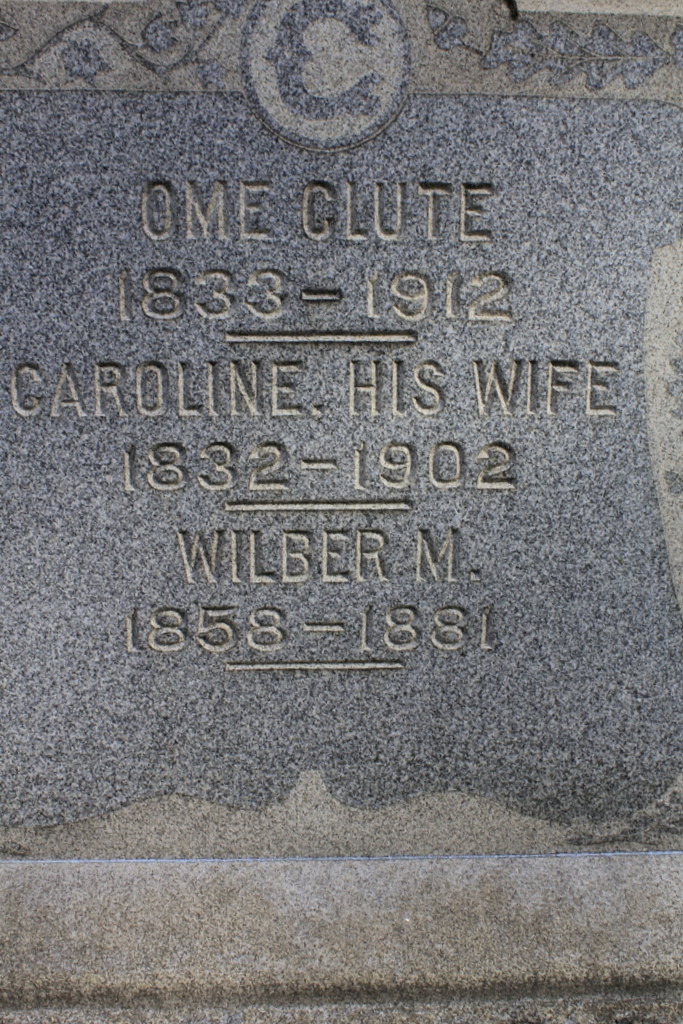 C
OME CLUTE
1833-1912
CAROLINE, HIS WIFE
1832-1902
WILBER M.
1858-1881